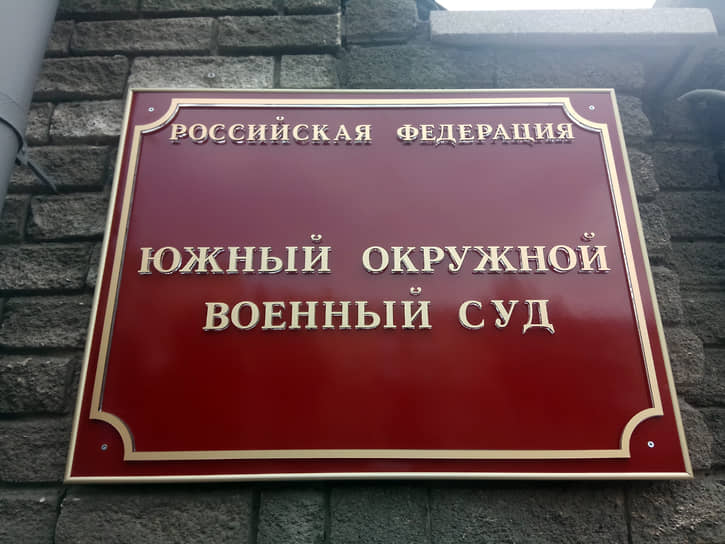 РОССИЙСКАЯ ФЕДЕРАЦИЯ
ЮЖНЫЙ ОКРУЖНОЙ
ВОЕННЫЙ СУД